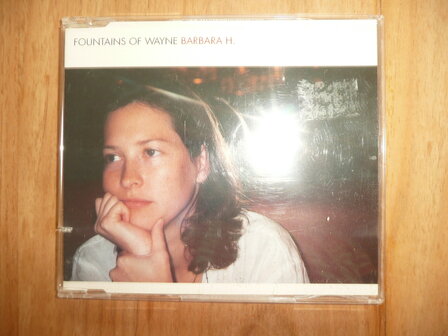 FOUNTAINS OF WAYNE BARBARA H.